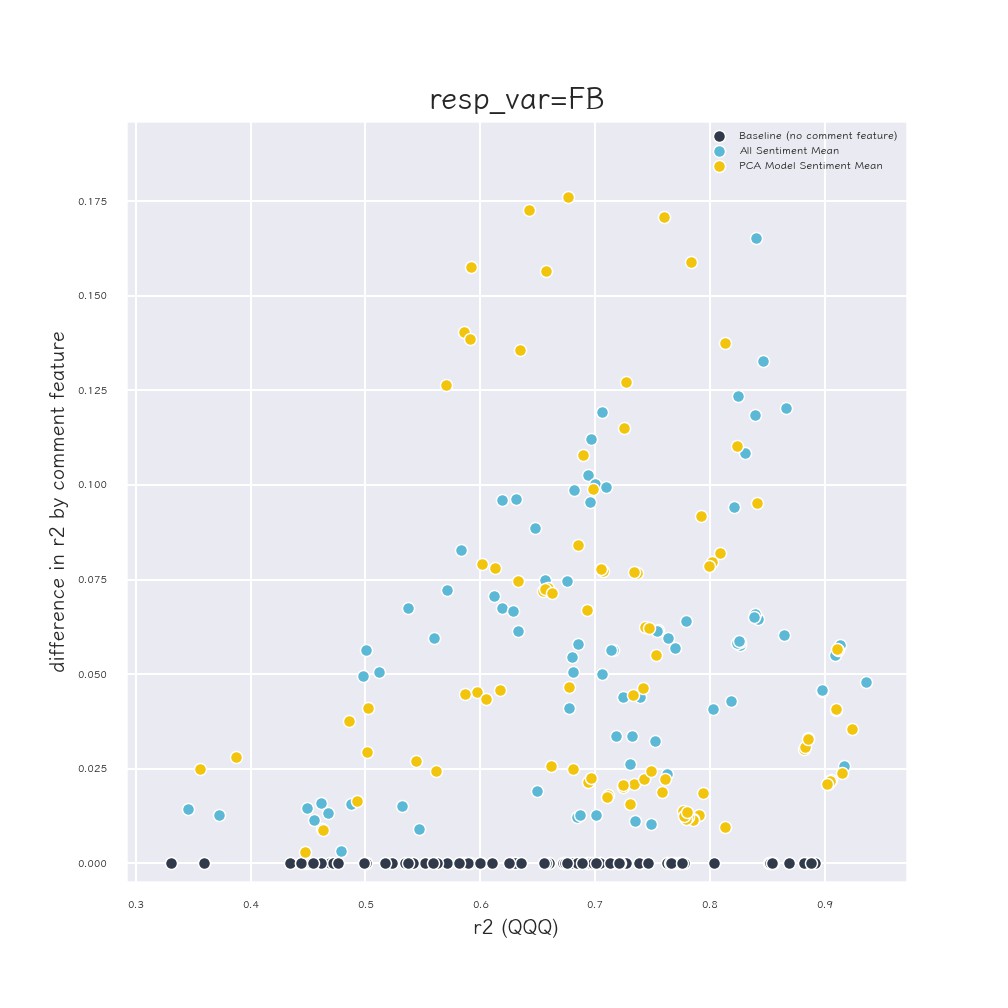 resp_var=FB
Baseline (no comment feature)
All Sentiment Mean
PCA Model Sentiment Mean
difference in r2 by comment feature
0.175
0.150
0.125
0.100
0.075
0.050
0.025
0.000
0.3 0.4 0.5 0.6 0.7 0.8 0.9
r2 (QQQ)